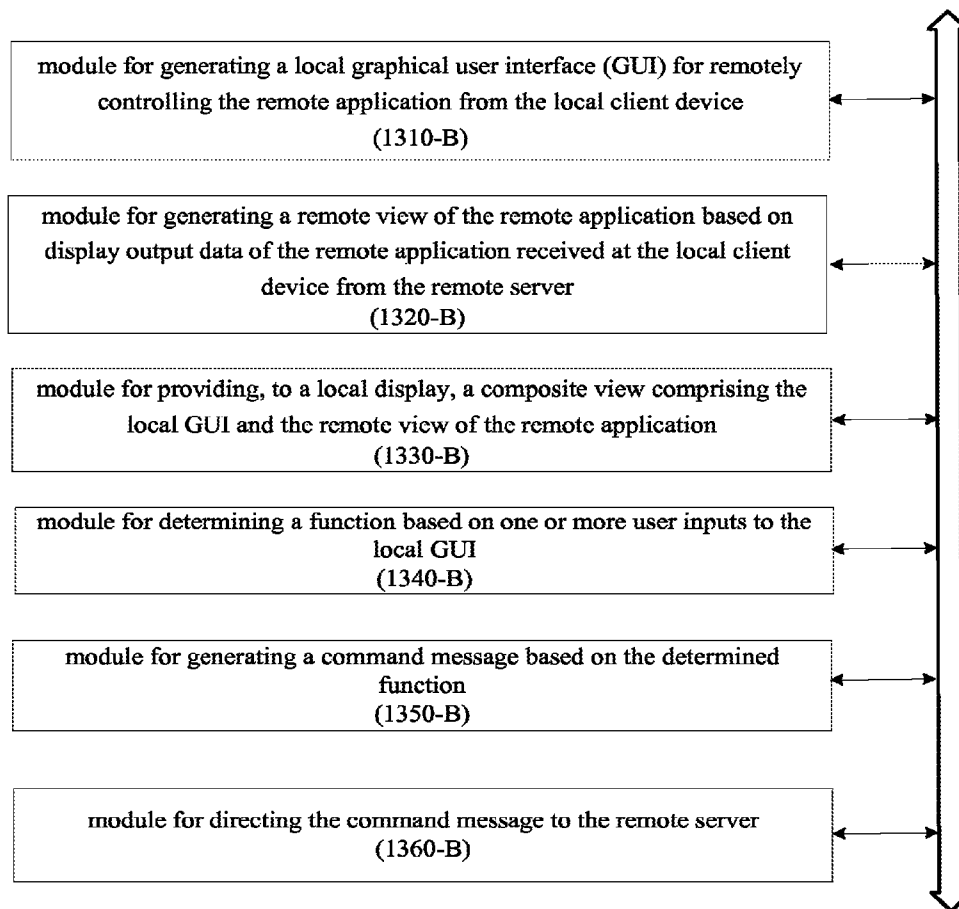 module for generating a local graphical user interface (GUI) for remotely
controlling the remote application from the local client device
(1310-B)
module for generating a remote view of the remote application based on
display output data of the remote application received at the local client
device from the remote server
(1320-B)
module for providing, to a local display, a composite view comprising the
local GUI and the remote view of the remote application
(1330-B)
module for determining a function based on one or more user inputs to the
local GUI
(1340-B)
module for generating a command message based on the determined
function
(1350-B)
module for directing the command message to the remote server
(1360-B)